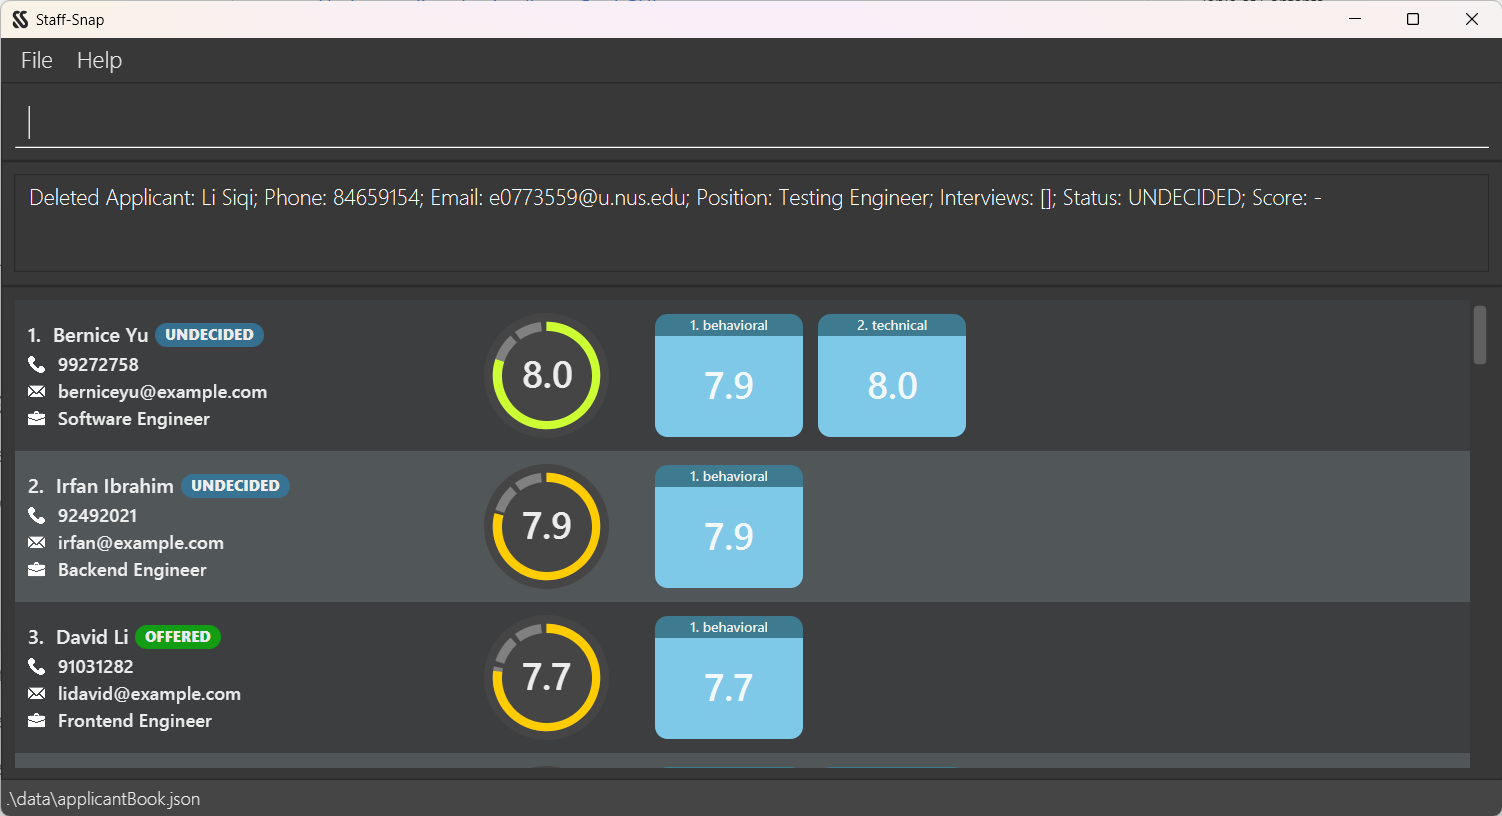 Staff-Snap
File Help
Deleted Applicant: Li Siqi; Phone: 84659154; Email: e0773559@u.nus.edu; Position: Testing Engineer; Interviews: []; Status: UNDECIDED; Score: -
1. Bernice Yu UNDECIDED
99272758
berniceyu@example.com
Software Engineer
8.0
1. behavioral
7.9
2. technical
8.0
2. Irfan Ibrahim UNDECIDED
92492021
irfan@example.com
Backend Engineer
7.9
1. behavioral
7.9
3. David Li OFFERED
91031282
lidavid@example.com
Frontend Engineer
7.7
1. behavioral
7.7
.\data\applicantBook.json